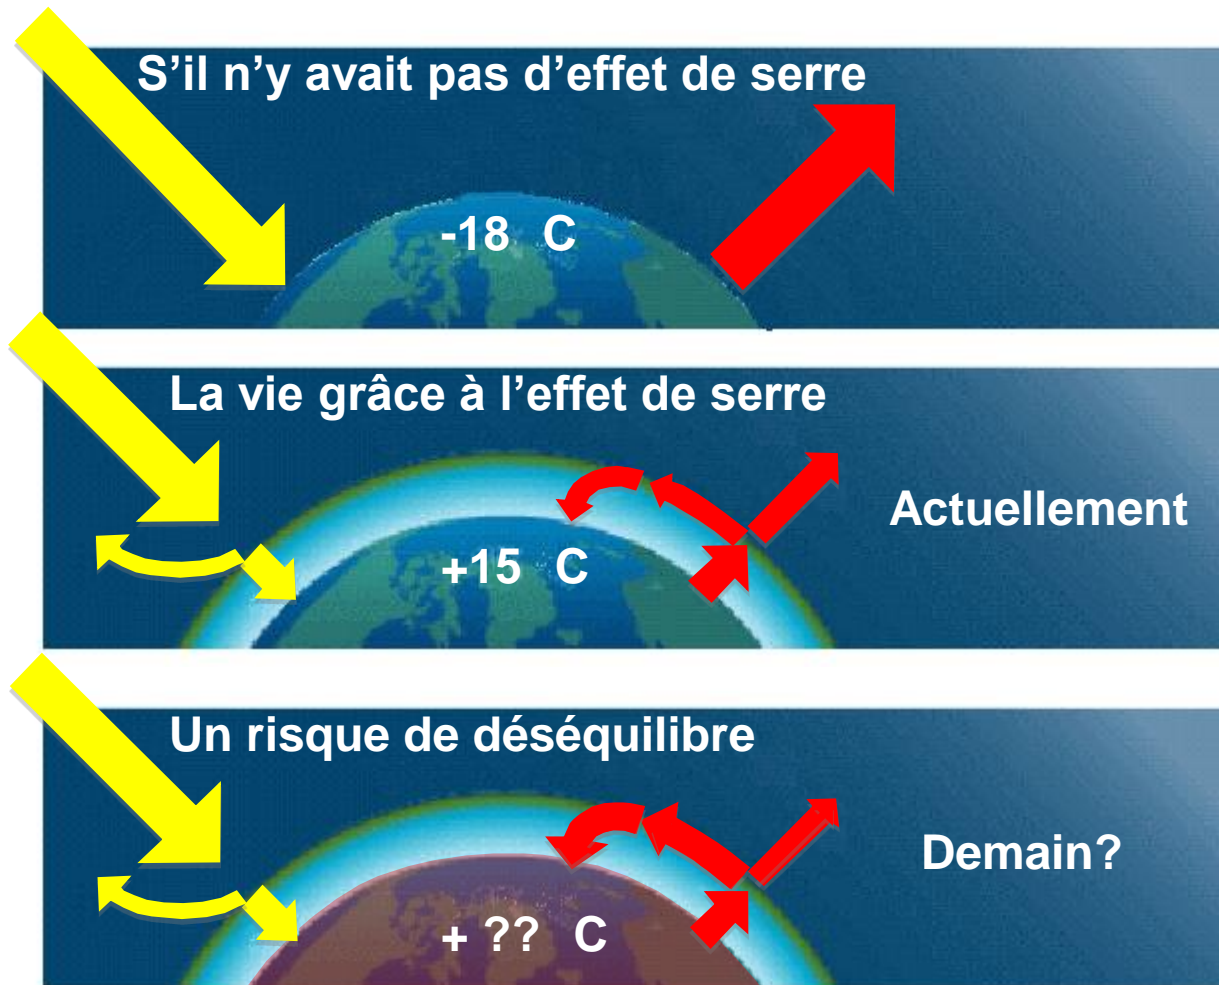 S’il n’y avait pas d’effet de serre
-18 C
La vie grâce à l’effet de serre
Actuellement
+15 C
Un risque de déséquilibre
Demain?
+ ?? C